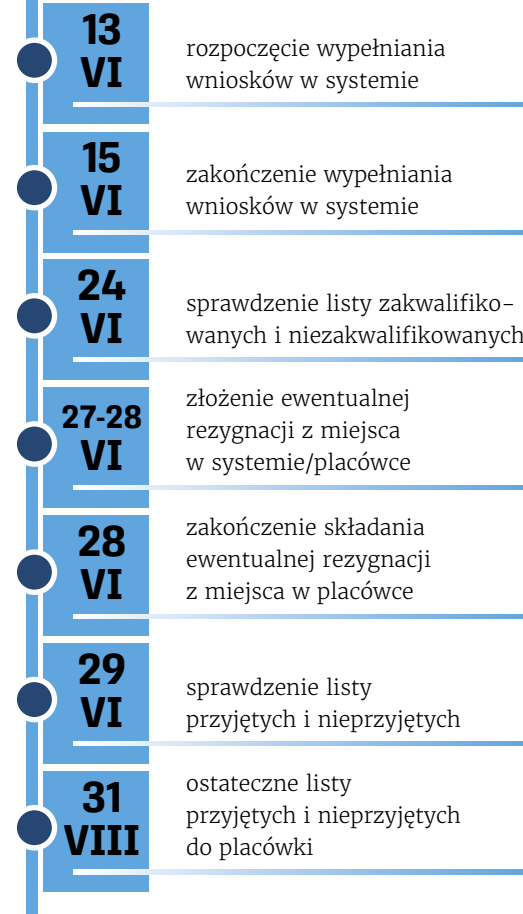 13
VI
rozpoczęcie wypełniania
wniosków w systemie
15
VI
zakończenie wypełniania
wniosków w systemie
24
VI
sprawdzenie listy zakwalifiko-
wanych i niezakwalifikowanych
27-28
VI
złożenie ewentualnej
rezygnacji z miejsca
w systemie/placówce
28
VI
zakończenie składania
ewentualnej rezygnacji
z miejsca w placówce
29
VI
sprawdzenie listy
przyjętych i nieprzyjętych
31
VIII
ostateczne listy
przyjętych i nieprzyjętych
do placówki